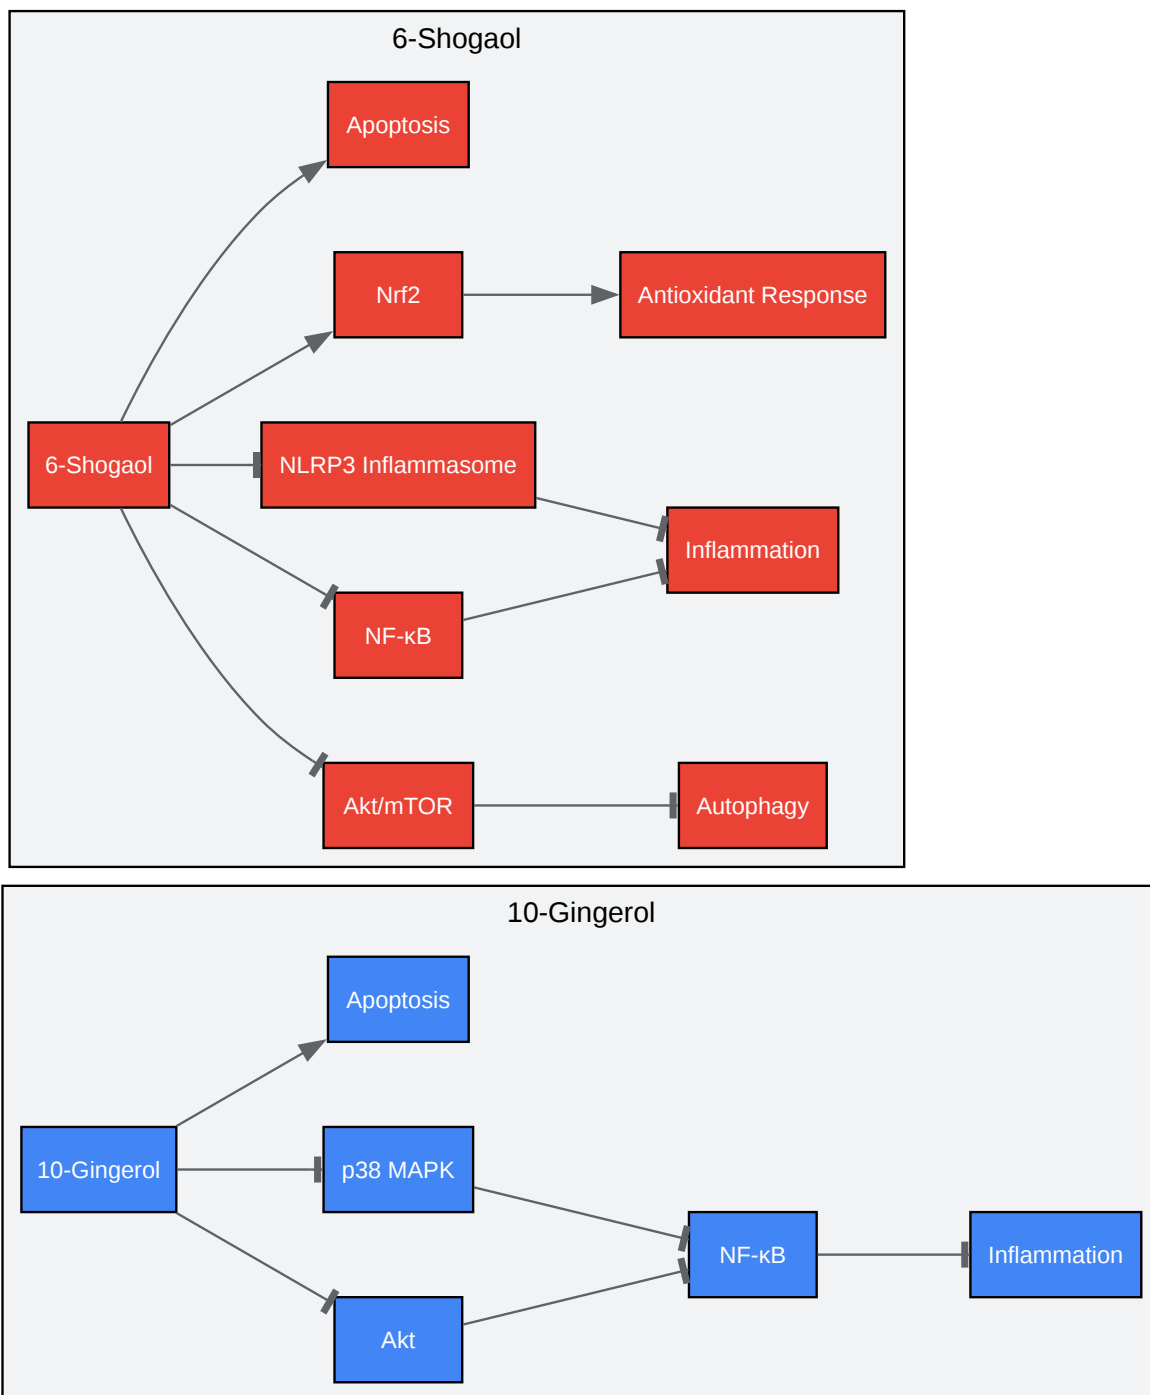 6-Shogaol
Apoptosis
Nrf2
Antioxidant Response
6-Shogaol
NLRP3 Inflammasome
Inflammation
NF-κB
Akt/mTOR
Autophagy
10-Gingerol
Apoptosis
10-Gingerol
p38 MAPK
NF-κB
Inflammation
Akt